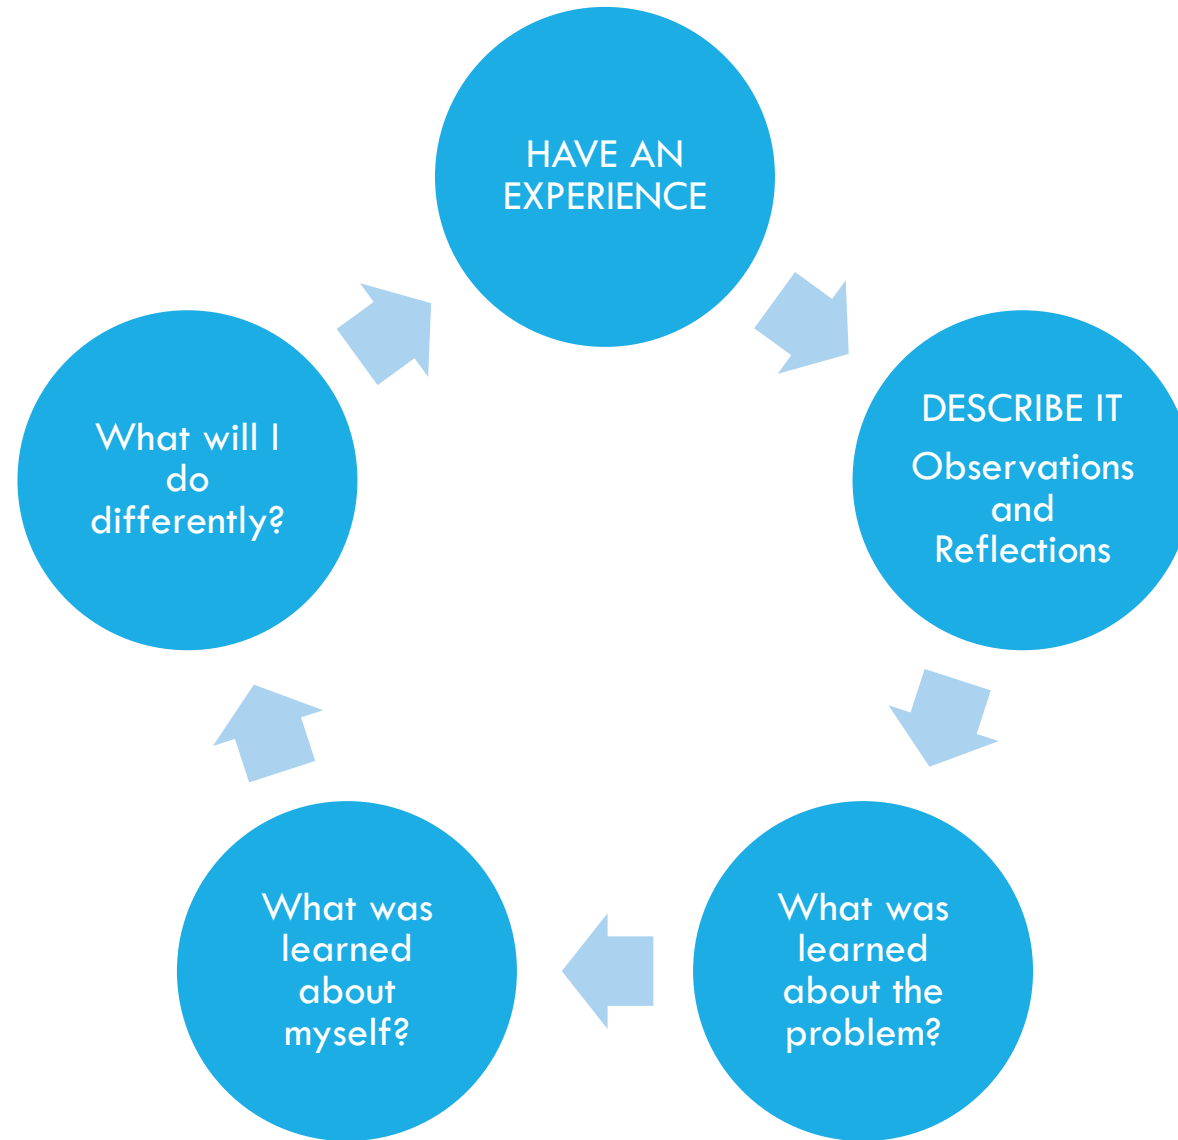 HAVE AN
EXPERIENCE
DESCRIBE IT
Observations
and
Reflections
What was
learned
about the
problem?
What was
learned
about
myself?
What will I
do
differently?